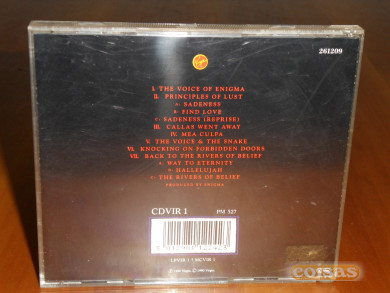 261209
I. THE VOICE OF ENIGMA
II. PRINCIPLES OF LUST
A: SADENESS
B: FIND LOVE
C: SADENESS (REPRISE)
III. CALLAS WENT AWAY
IV. MEA CULPA
V. THE VOICE & THE SNAKE
VI. KNOCKING ON FORBIDDEN DOORS
VII. BACK TO THE RIVERS OF BELIEF
A: WAY TO ETERNITY
B: HALLELUJAH
C: THE RIVERS OF BELIEF
PRODUCED BY ENIGMA
CDVIR 1
PM 527
coisas